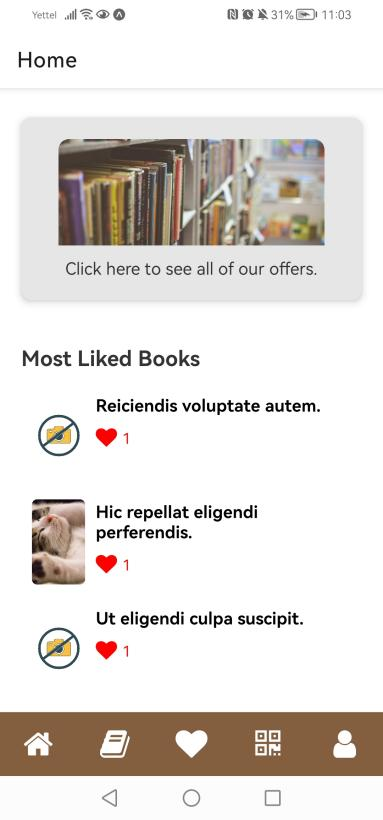 Yettel
31%
11:03
Home
Click here to see all of our offers.
Most Liked Books
Reiciendis voluptate autem.
1
Hic repellat eligendi
perferendis.
1
Ut eligendi culpa suscipit.
1